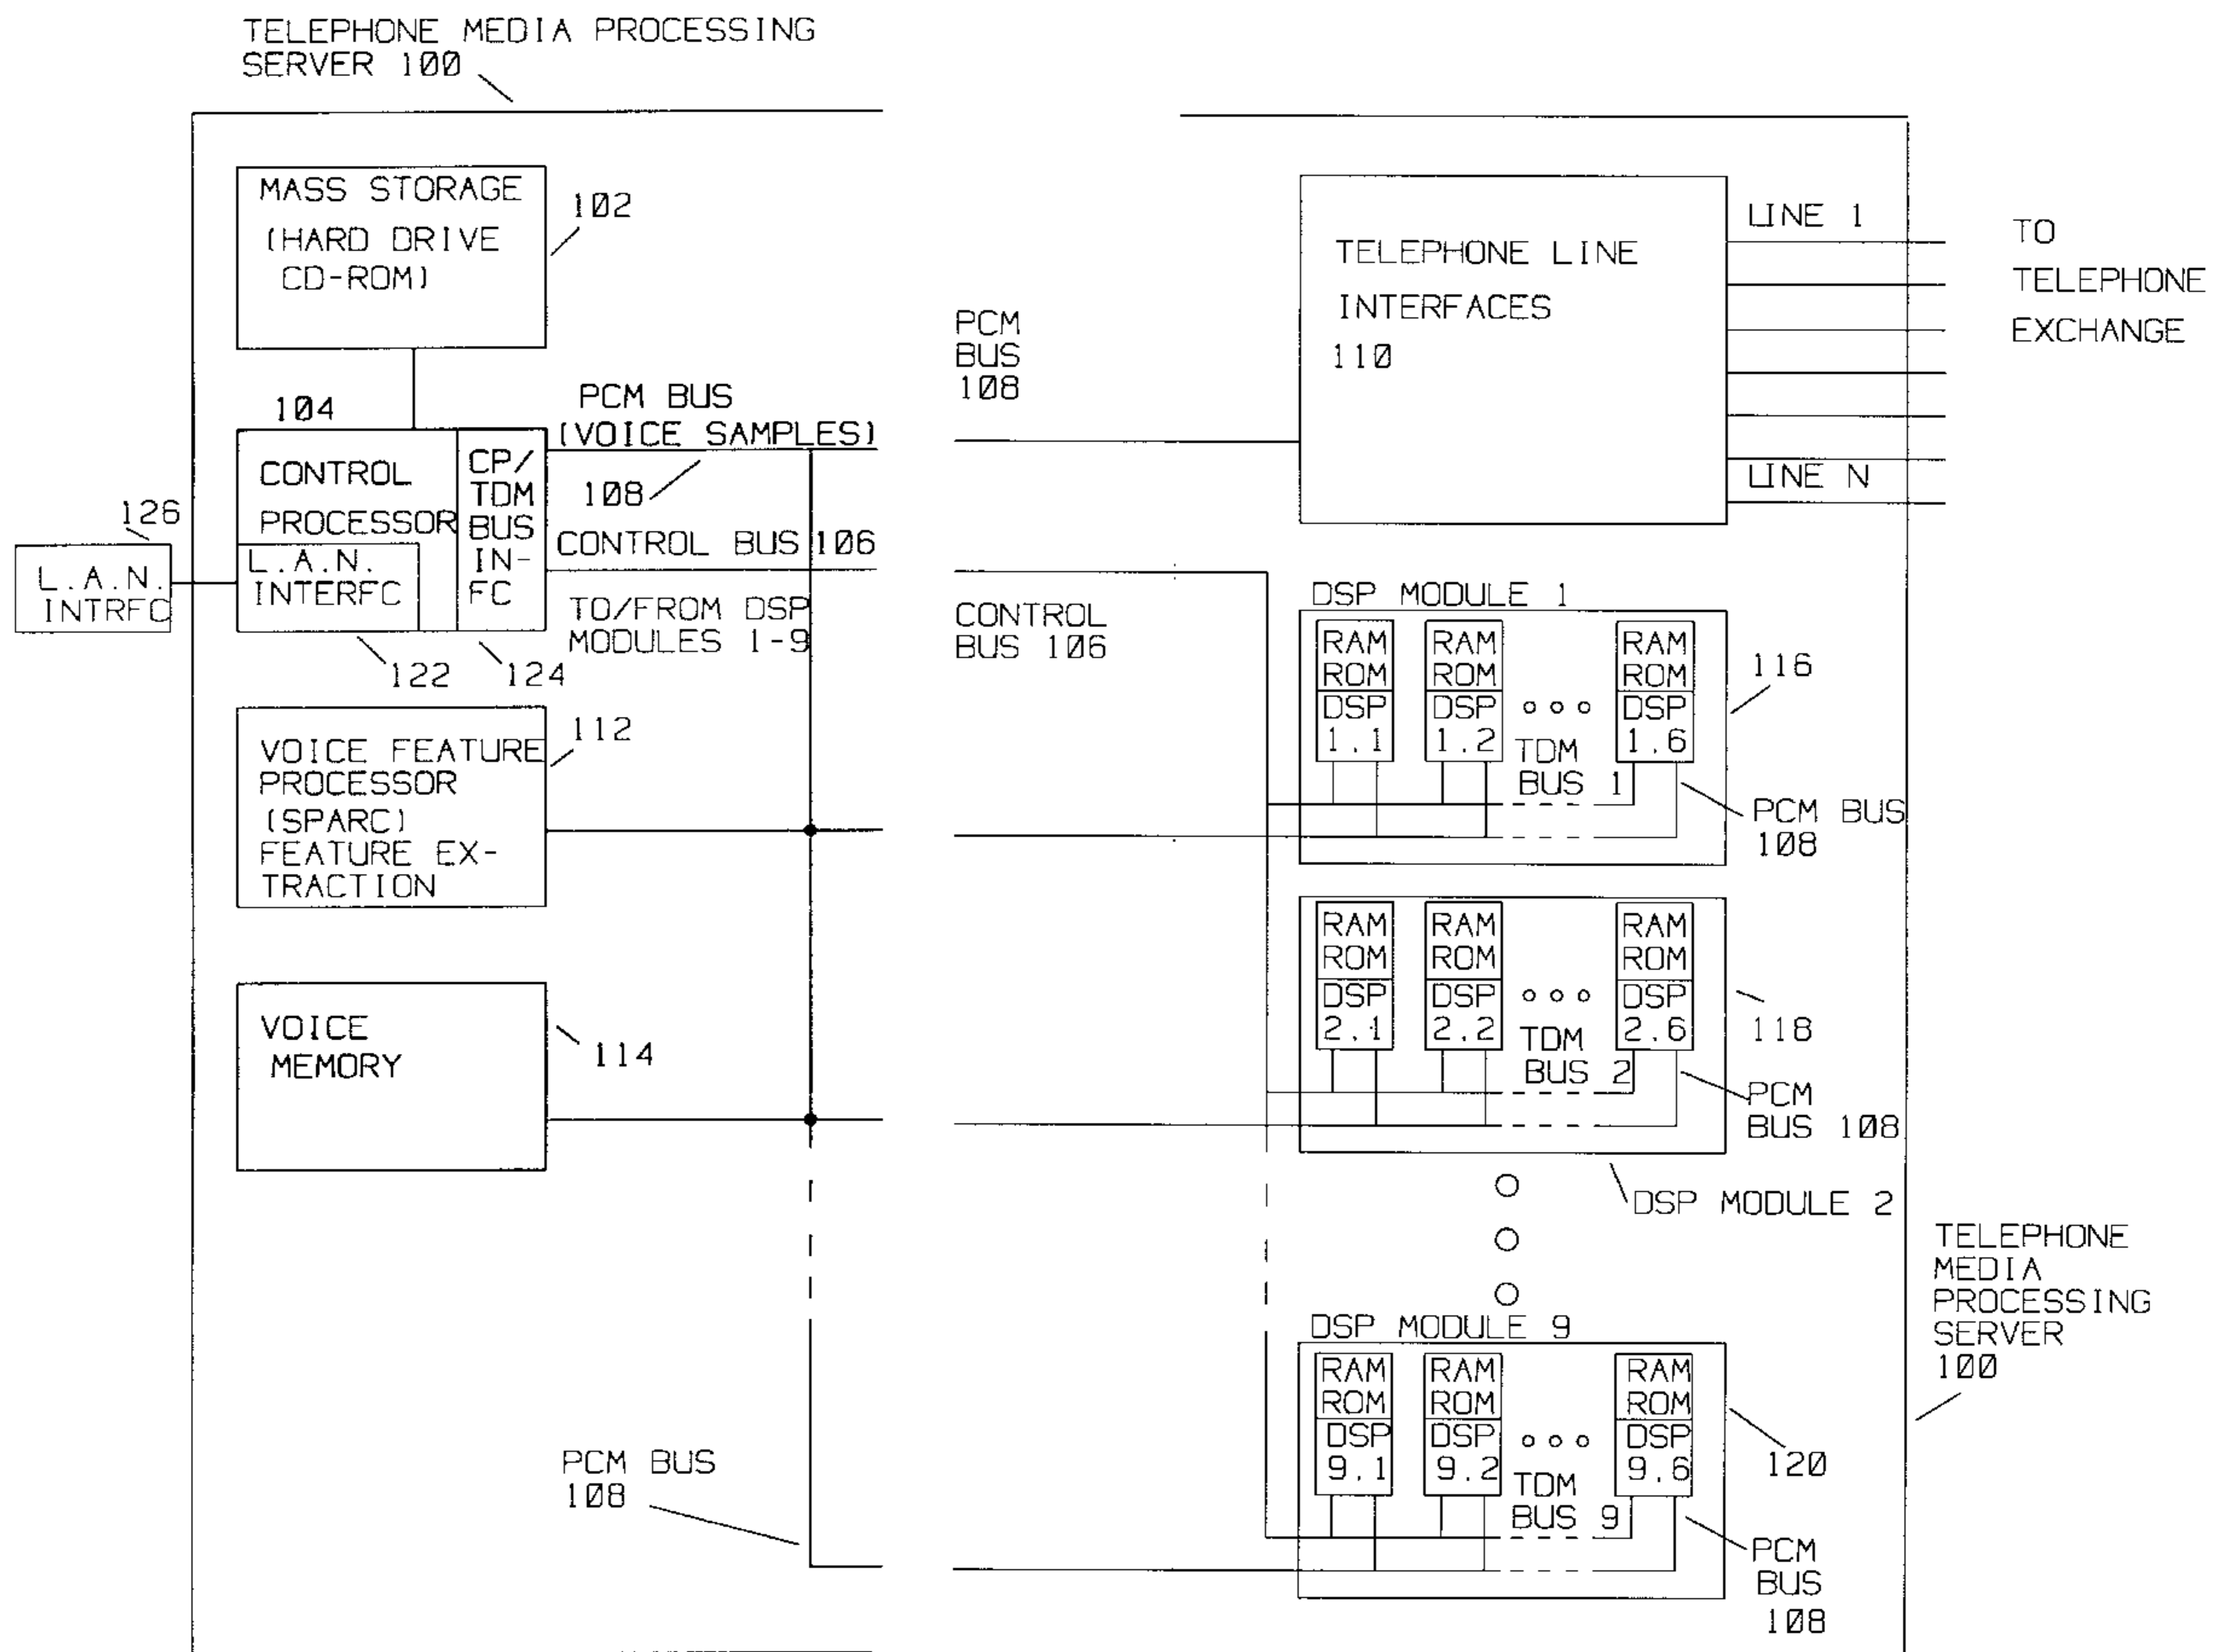 TELEPHONE MEDIA PROCESSING
SERVER 100
MASS STORAGE
(HARD DRIVE
CD-ROM)
102
104
CONTROL
PROCESSOR
CP/
TDM
BUS
IN-
FC
L.A.N.
INTERFC
126
L.A.N.
INTRFC
122
124
PCM BUS
(VOICE SAMPLES)
108
CONTROL BUS 106
TO/FROM DSP
MODULES 1-9
VOICE FEATURE
PROCESSOR
(SPARC)
FEATURE EX-
TRACTION
112
VOICE
MEMORY
114
PCM BUS
108
PCM
BUS
108
TELEPHONE LINE
INTERFACES
110
LINE 1
LINE N
TO
TELEPHONE
EXCHANGE
CONTROL
BUS 106
DSP MODULE 1
RAM
ROM
DSP
1.1
RAM
ROM
DSP
1.2
RAM
ROM
DSP
1.6
TDM
BUS 1
116
PCM BUS
108
RAM
ROM
DSP
2.1
RAM
ROM
DSP
2.2
RAM
ROM
DSP
2.6
TDM
BUS 2
118
PCM
BUS 108
DSP MODULE 2
TELEPHONE
MEDIA
PROCESSING
SERVER
100
DSP MODULE 9
RAM
ROM
DSP
9.1
RAM
ROM
DSP
9.2
RAM
ROM
DSP
9.6
TDM
BUS 9
120
PCM
BUS
108